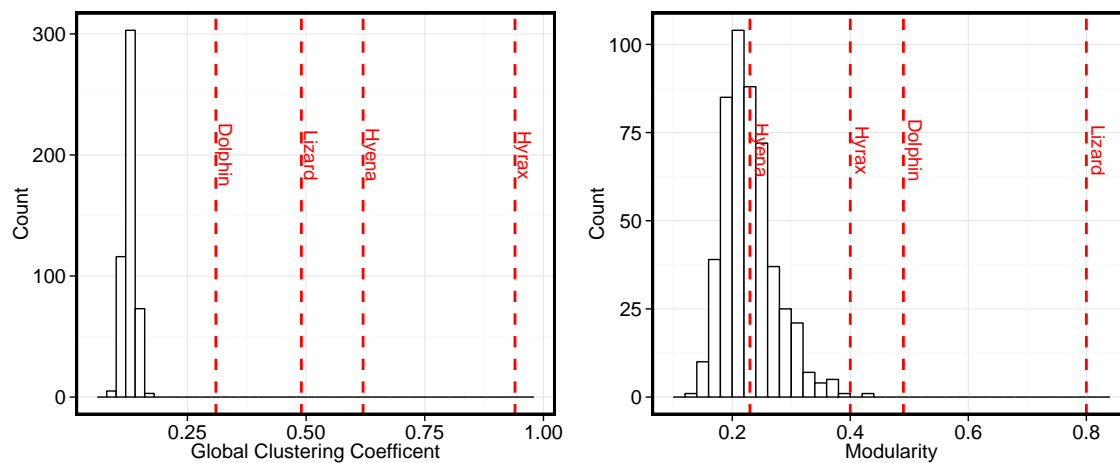 300
200
100
0
Count
Dolphin
Lizard
Hyena
Hyrax
0.25
0.50
0.75
1.00
Global Clustering Coefficent
100
75
50
25
0
Count
Hyena
Hyrax
Dolphin
Lizard
0.2
0.4
0.6
0.8
Modularity